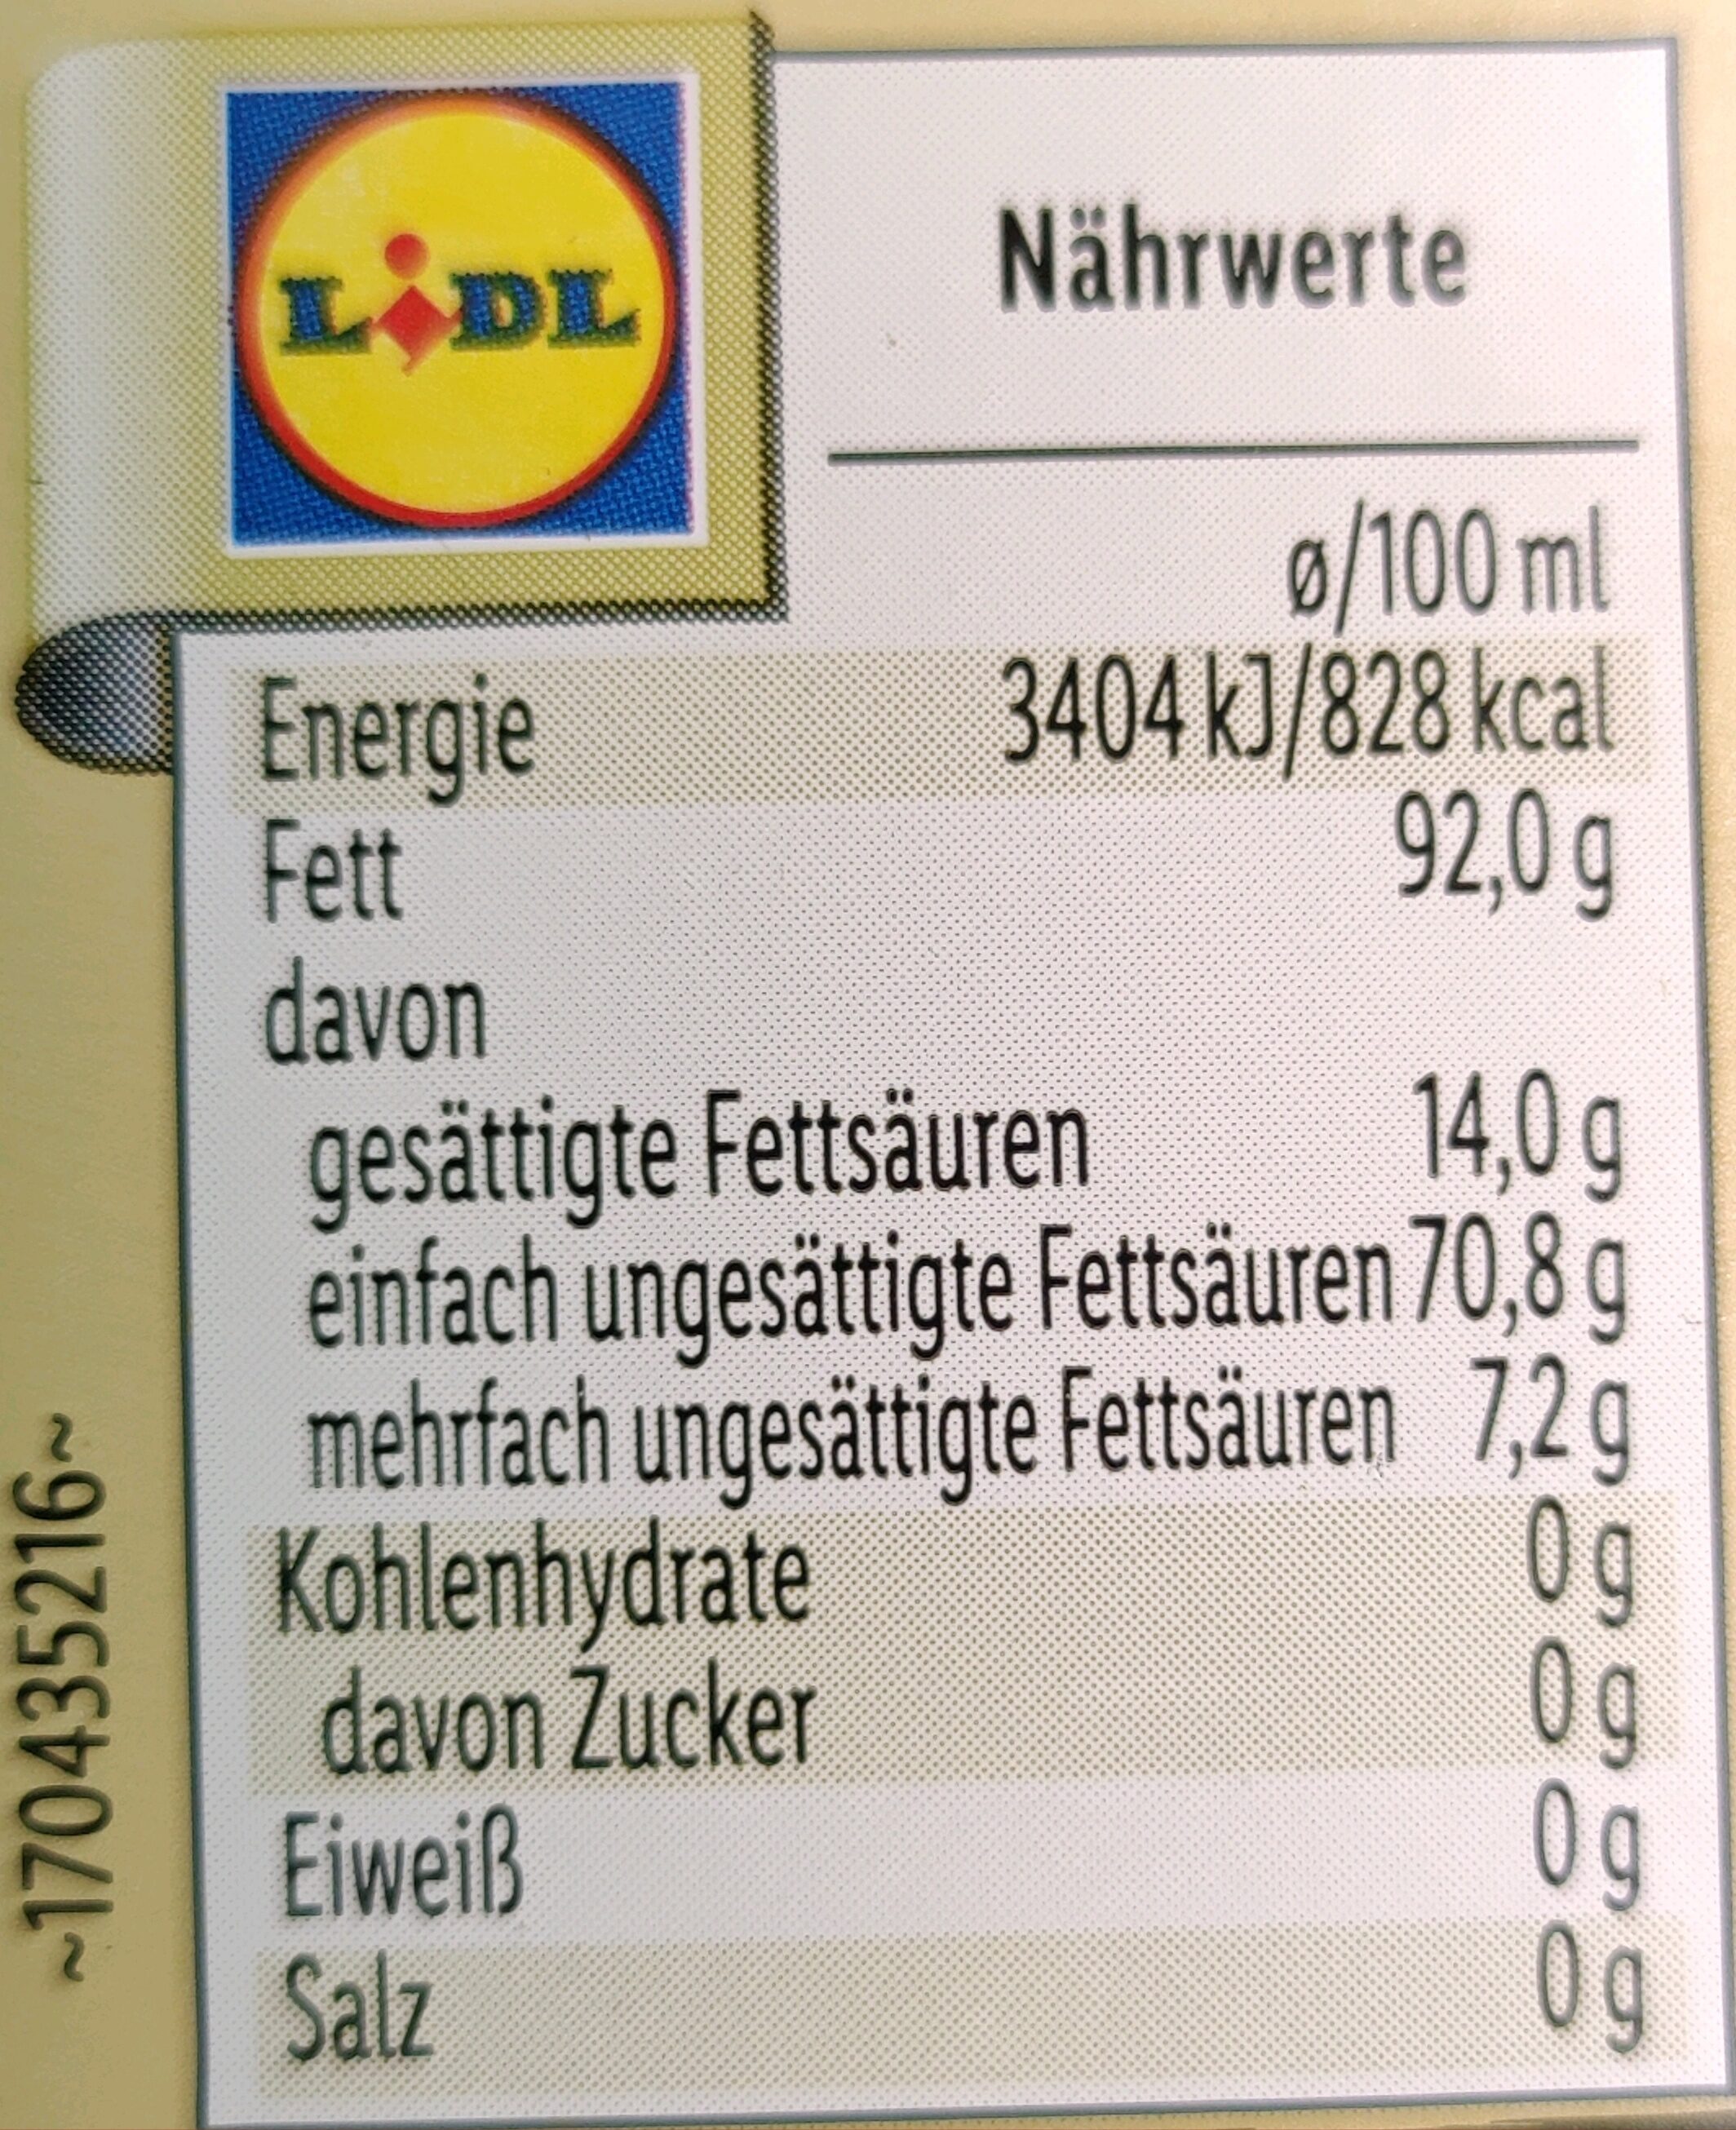 LIDL
Nährwerte
ø/100 ml
Energie 3404 kJ/828 kcal
Fett 92,0 g
davon
gesättigte Fettsäuren 14,0 g
einfach ungesättigte Fettsäuren 70,8 g
mehrfach ungesättigte Fettsäuren 7,2 g
Kohlenhydrate 0 g
davon Zucker 0 g
Eiweiß 0 g
Salz 0 g
~170435216~